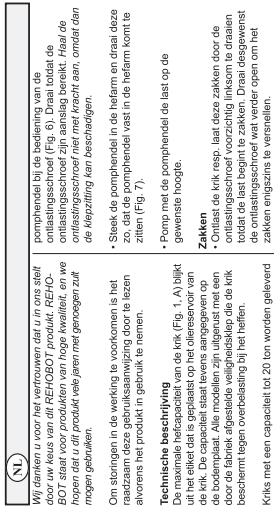 NL
Wij danken u voor het vertrouwen dat u in ons stelt
door uw keus van dit REHOBOT produkt. REHO-
BOT staat voor produkten van hoge kwaliteit, en we
hopen dat u dit produkt vele jaren met genoegen zult
mogen gebruiken.
Om storingen in de werking te voorkomen is het
raadzaam deze gebruiksaanwijzing door te lezen
alvorens het produkt in gebruik te nemen.
Technische beschrijving
De maximale hefcapaciteit van de krik (Fig. 1, A) blijkt
uit het etiket dat is geplaatst op het oliereservoir van
de krik. De capaciteit staat tevens aangegeven op
de bodemplaat. Alle modellen zijn uitgerust met een
door de fabriek afgestelde veiligheidsklep die de krik
beschermt tegen overbelasting bij het heffen.
Kriks met een capaciteit tot 20 ton worden geleverd
pomphendel bij de bediening van de
ontlastingsschroef (Fig. 6). Draai totdat de
ontlastingsschroef zijn aanslag bereikt. Haal de
ontlastingsschroef niet met kracht aan, omdat dan
de klepzitting kan beschadigen.
• Steek de pomphendel in de hefarm en draai deze
zo, dat de pomphendel vast in de hefarm komt te
zitten (Fig. 7).
• Pomp met de pomphendel de last op de
gewenste hoogte.
Zakken
• Ontlast de krik resp. laat deze zakken door de
ontlastingsschroef voorzichtig linksom te draaien
totdat de last begint te zakken. Draai desgewenst
de ontlastingsschroef wat verder open om het
zakken enigszins te versnellen.